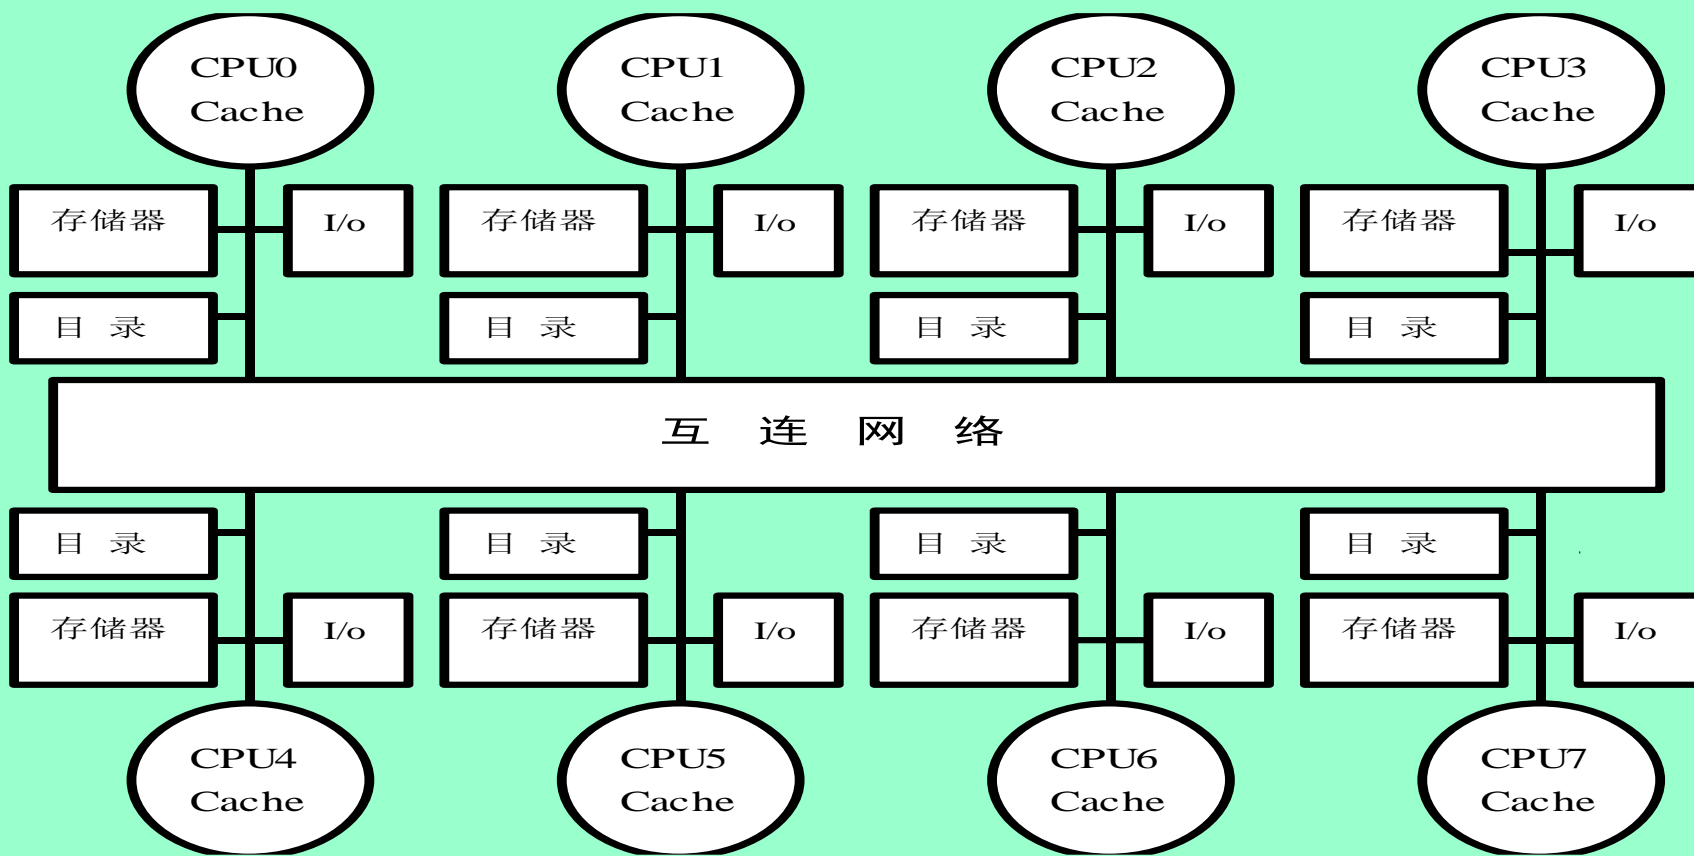 CPU0
Cache
CPU1
Cache
CPU2
Cache
CPU3
Cache
存储器
I/o
存储器
I/o
存储器
I/o
存储器
I/o
目 录
目 录
目 录
目 录
互 连 网 络
目 录
目 录
目 录
目 录
存储器
I/o
存储器
I/o
存储器
I/o
存储器
I/o
CPU4
Cache
CPU5
Cache
CPU6
Cache
CPU7
Cache